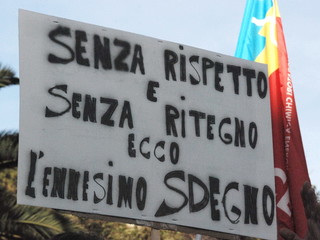 SENZA RISPETTO
E
SENZA RITEGNO
ECCO
L'ENNESIMO SDEGNO